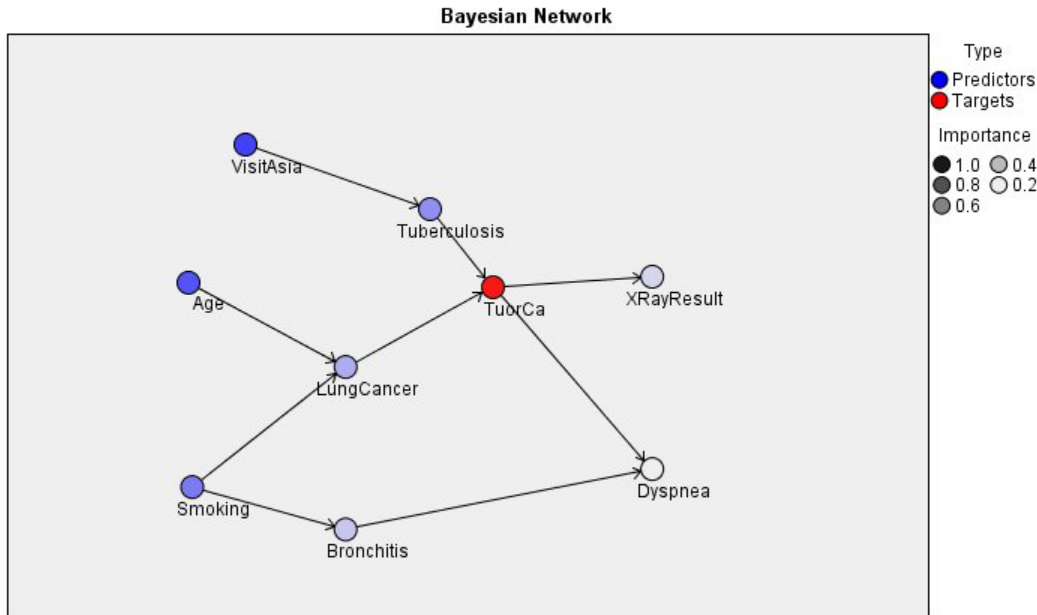 Bayesian Network
Type
Predictors
Targets
Importance
1.0 0.4
0.8 0.2
0.6
VisitAsia
Tuberculosis
Age
TuorCa
XRayResult
LungCancer
Smoking
Dyspnea
Bronchitis